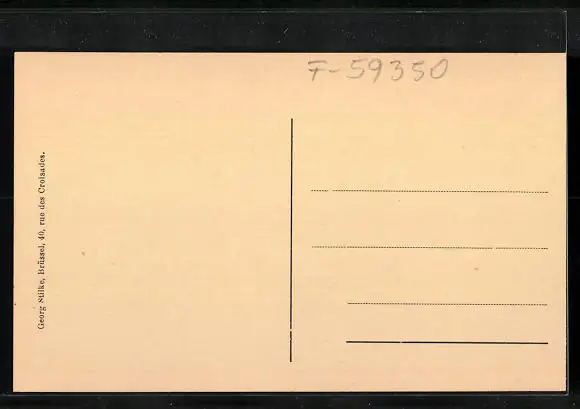 F-59350
Georg Stilke, Brüssel, 40, rue des Croisades.